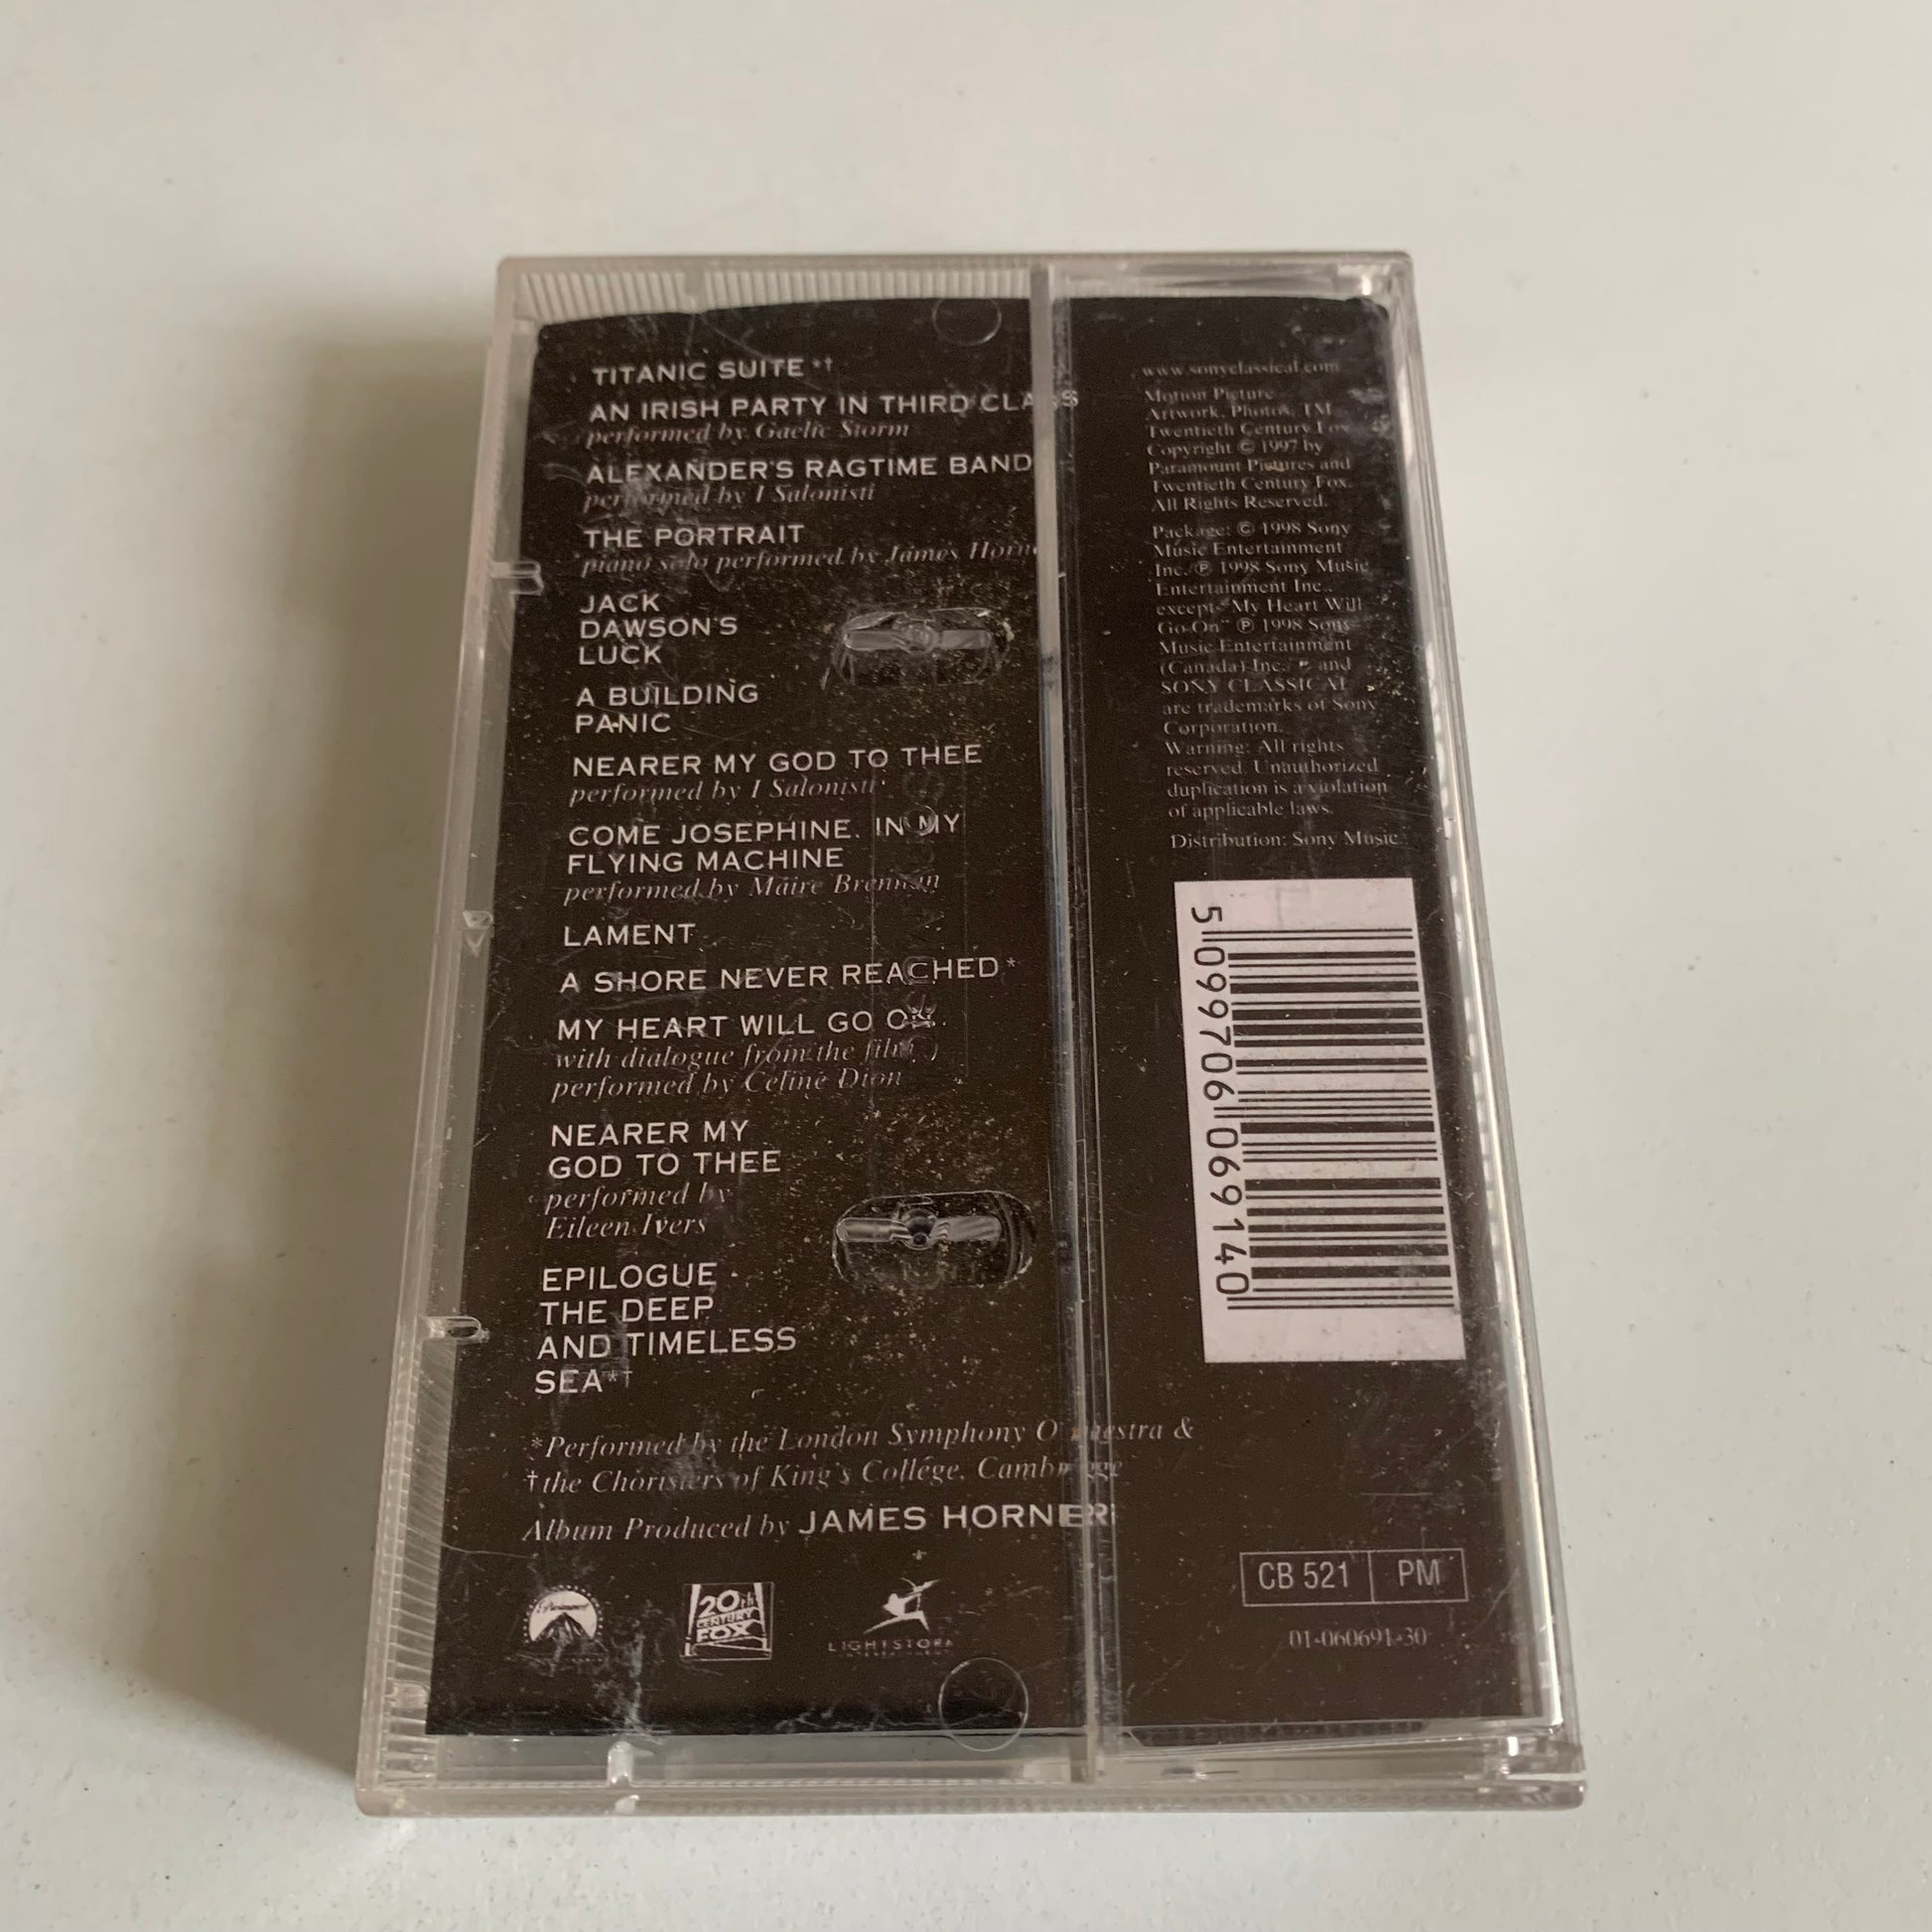 TITANIC SUITE *†
AN IRISH PARTY IN THIRD CLASS
performed by Gaelic Storm
ALEXANDER'S RAGTIME BAND
performed by I Salonisti
THE PORTRAIT
piano solo performed by James
JACK
DAWSON'S
LUCK
A BUILDING
PANIC
NEARER MY GOD TO THEE
performed by I Salonisti
COME JOSEPHINE, IN MY
FLYING MACHINE
performed by Máire Brennan
LAMENT
A SHORE NEVER REACHED*
MY HEART WILL GO ON
with dialogue from the film
performed by Celine Dion
NEARER MY
GOD TO THEE
performed by
Eileen Ivers
EPILOGUE
THE DEEP
AND TIMELESS
SEA*†
*Performed by the London Symphony Orchestra &
†the Choristers of King's College, Cambridge
Album Produced by JAMES HORNER
Paramount
20th
CENTURY
FOX
LIGHTSTORM
www.sonyclassical.com
Motion Picture
Artwork, Photos, TM
Twentieth Century Fox
Copyright © 1997 by
Paramount Pictures and
Twentieth Century Fox.
All Rights Reserved.
Package: © 1998 Sony
Music Entertainment
Inc. ℗ 1998 Sony Music
Entertainment Inc.,
except "My Heart Will
Go On" ℗ 1998 Sony
Music Entertainment
(Canada) Inc. and
SONY CLASSICAL
are trademarks of Sony
Corporation.
Warning: All rights
reserved. Unauthorized
duplication is a violation
of applicable laws.
Distribution: Sony Music
5 099706 069140
CB 521 PM
01-060691-30